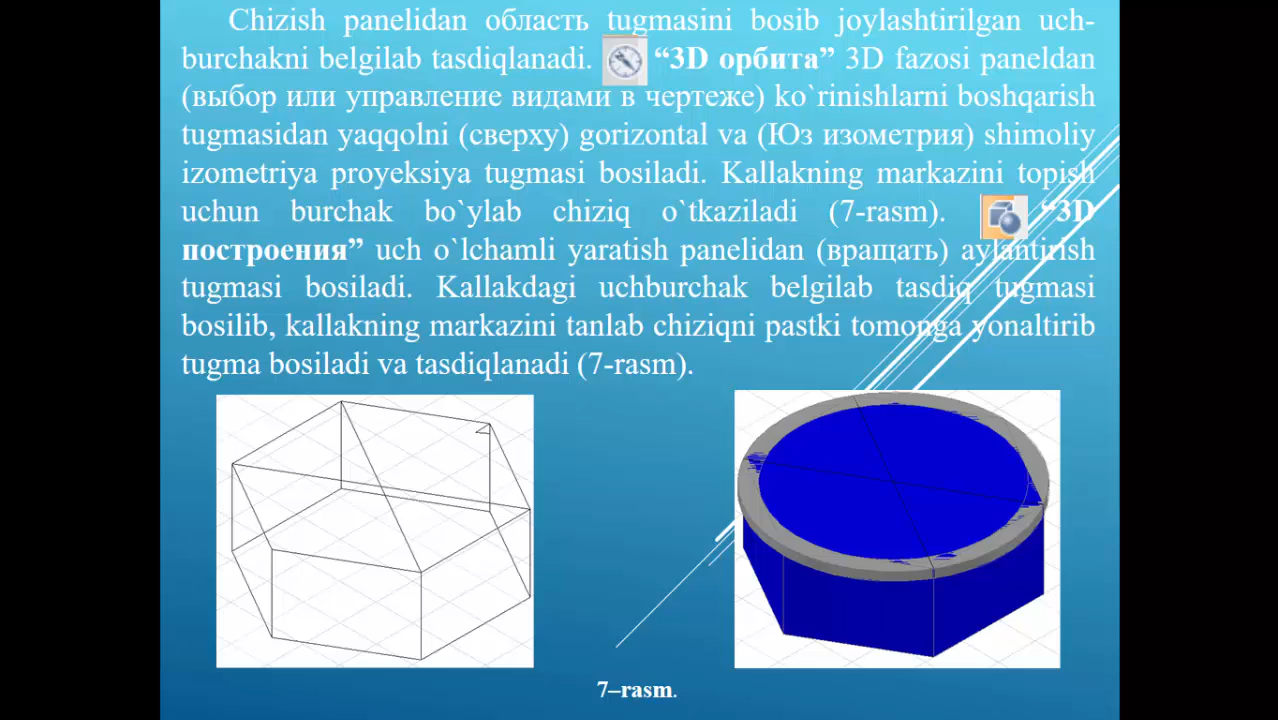 Chizish panelidan область tugmasini bosib joylashtirilgan uch-
burchakni belgilab tasdiqlanadi. “3D орбита” 3D fazosi paneldan
(выбор или управление видами в чертеже) ko`rinishlarni boshqarish
tugmasidan yaqqolni (сверху) gorizontal va (Юз изометрия) shimoliy
izometriya proyeksiya tugmasi bosiladi. Kallakning markazini topish
uchun burchak bo`ylab chiziq o`tkaziladi (7-rasm). “3D
построения” uch o`lchamli yaratish panelidan (вращать) aylantirish
tugmasi bosiladi. Kallakdagi uchburchak belgilab tasdiq tugmasi
bosilib, kallakning markazini tanlab chiziqni pastki tomonga yonaltirib
tugma bosiladi va tasdiqlanadi (7-rasm).
7–rasm.